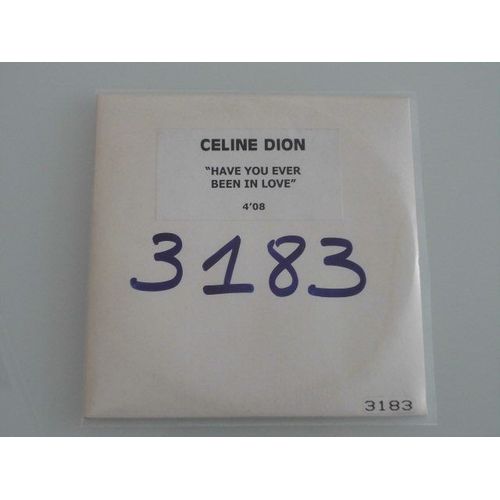 CELINE DION
"HAVE YOU EVER
BEEN IN LOVE"
4'08
3183
3183